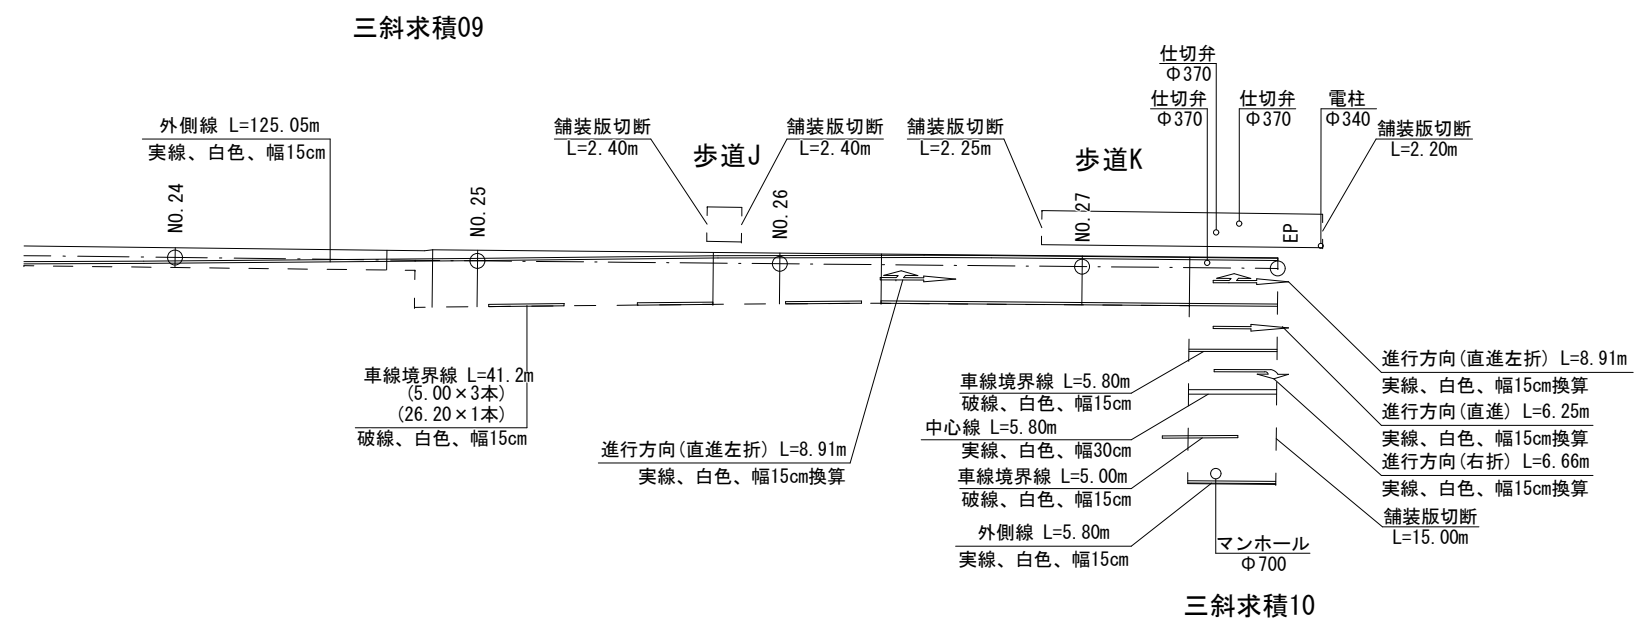 三斜求積09
仕切弁
Φ370
仕切弁
Φ370
仕切弁
Φ370
電柱
Φ340
外側線 L=125.05m
実線、白色、幅15cm
舗装版切断
L=2.40m
歩道J
舗装版切断
L=2.40m
舗装版切断
L=2.25m
歩道K
舗装版切断
L=2.20m
NO.24
NO.25
NO.26
NO.27
EP
車線境界線 L=41.2m
(5.00×3本)
(26.20×1本)
破線、白色、幅15cm
進行方向(直進左折) L=8.91m
実線、白色、幅15cm換算
車線境界線 L=5.80m
破線、白色、幅15cm
中心線 L=5.80m
実線、白色、幅30cm
車線境界線 L=5.00m
破線、白色、幅15cm
外側線 L=5.80m
実線、白色、幅15cm
進行方向(直進左折) L=8.91m
実線、白色、幅15cm換算
進行方向(直進) L=6.25m
実線、白色、幅15cm換算
進行方向(右折) L=6.66m
実線、白色、幅15cm換算
舗装版切断
L=15.00m
マンホール
Φ700
三斜求積10